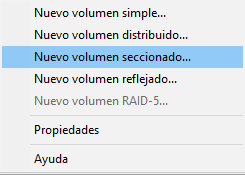 Nuevo volumen simple...
Nuevo volumen distribuido...
Nuevo volumen seccionado...
Nuevo volumen reflejado...
Nuevo volumen RAID-5...
Propiedades
Ayuda